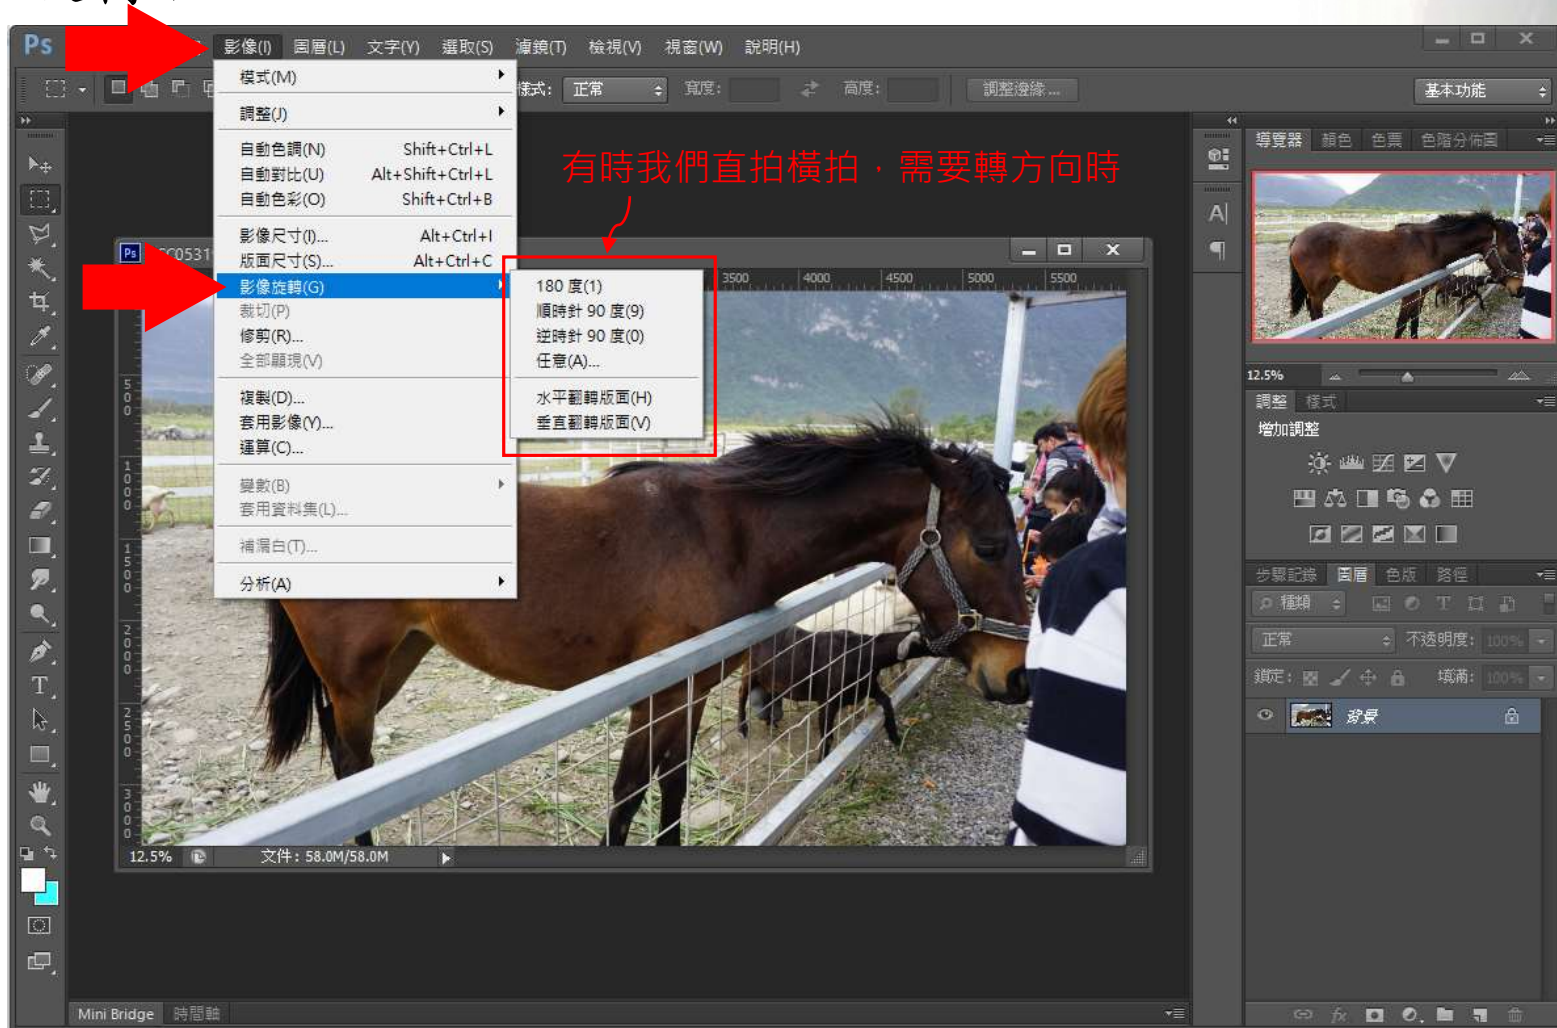 Ps 影像(I) 圖層(L) 文字(Y) 選取(S) 濾鏡(T) 檢視(V) 視窗(W) 說明(H)
樣式： 正常 寬度： 高度： 調整邊緣... 基本功能
模式(M)
調整(J)
自動色調(N) Shift+Ctrl+L
自動對比(U) Alt+Shift+Ctrl+L
自動色彩(O) Shift+Ctrl+B
影像尺寸(I)... Alt+Ctrl+I
版面尺寸(S)... Alt+Ctrl+C
影像旋轉(G)
裁切(P)
修剪(R)...
全部顯現(V)
複製(D)...
套用影像(Y)...
運算(C)...
變數(B)
套用資料集(L)...
補漏白(T)...
分析(A)
有時我們直拍橫拍，需要轉方向時
180 度(1)
順時針 90 度(9)
逆時針 90 度(0)
任意(A)...
水平翻轉版面(H)
垂直翻轉版面(V)
Ps
3500 4000 4500 5000 5500
500
1000
1500
2000
2500
3000
12.5% 文件：58.0M/58.0M
Mini Bridge 時間軸
導覽器 顏色 色票 色階分佈圖
12.5%
調整 樣式
增加調整
步驟記錄 圖層 色版 路徑
種類
正常 不透明度： 100%
鎖定： 填滿： 100%
背景